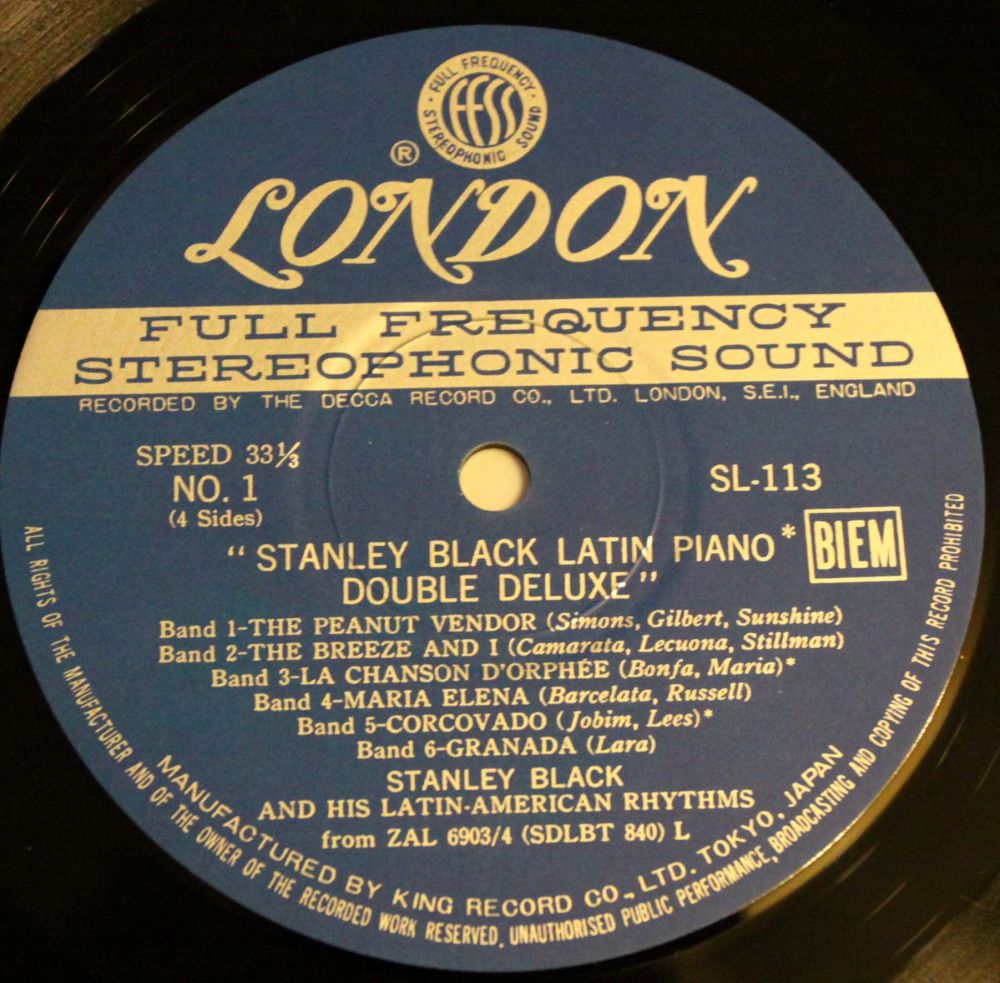 FULL FREQUENCY
FFSS
STEREOPHONIC SOUND
®
LONDON
FULL FREQUENCY
STEREOPHONIC SOUND
RECORDED BY THE DECCA RECORD CO., LTD. LONDON, S.E.I., ENGLAND
SPEED 33⅓
NO. 1
(4 Sides)
SL-113
"STANLEY BLACK LATIN PIANO*
DOUBLE DELUXE"
BIEM
Band 1-THE PEANUT VENDOR (Simons, Gilbert, Sunshine)
Band 2-THE BREEZE AND I (Camarata, Lecuona, Stillman)
Band 3-LA CHANSON D'ORPHÉE (Bonfa, Maria)*
Band 4-MARIA ELENA (Barcelata, Russell)
Band 5-CORCOVADO (Jobim, Lees)*
Band 6-GRANADA (Lara)
STANLEY BLACK
AND HIS LATIN-AMERICAN RHYTHMS
from ZAL 6903/4 (SDLBT 840) L
MANUFACTURED BY KING RECORD CO., LTD. TOKYO, JAPAN
ALL RIGHTS OF THE MANUFACTURER AND OF THE OWNER OF THE RECORDED WORK RESERVED, UNAUTHORISED PUBLIC PERFORMANCE, BROADCASTING AND COPYING OF THIS RECORD PROHIBITED